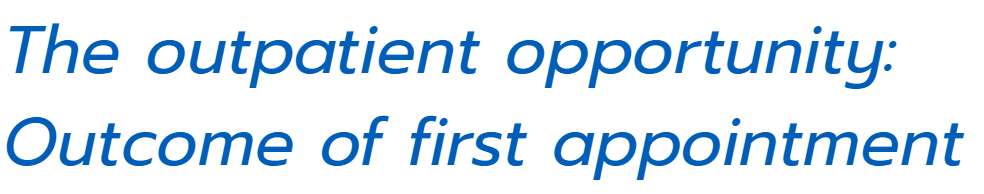 The outpatient opportunity:
Outcome of first appointment